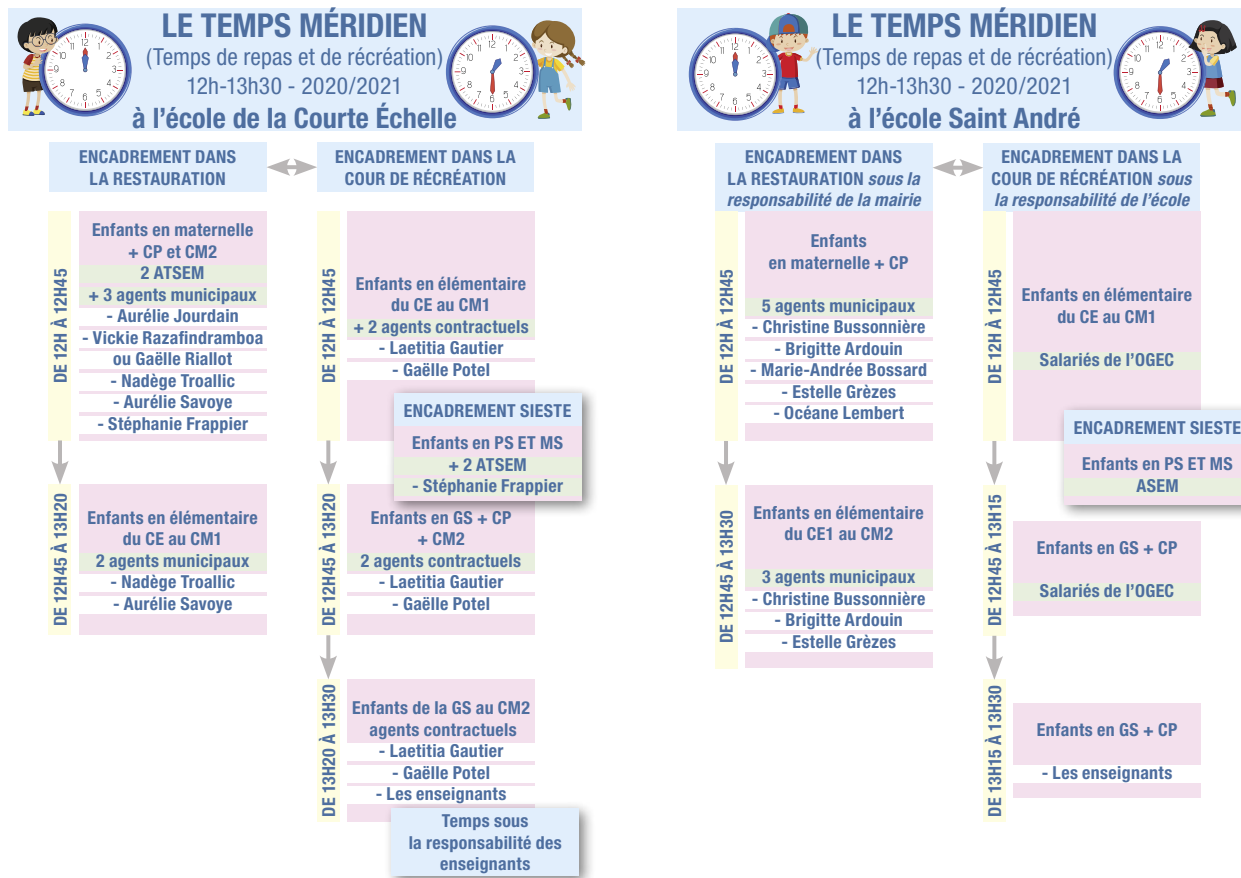 LE TEMPS MÉRIDIEN
(Temps de repas et de récréation)
12h-13h30 - 2020/2021
à l'école de la Courte Échelle
ENCADREMENT DANS
LA RESTAURATION
ENCADREMENT DANS LA
COUR DE RÉCRÉATION
DE 12H À 12H45
Enfants en maternelle
+ CP et CM2
2 ATSEM
+ 3 agents municipaux
- Aurélie Jourdain
- Vickie Razafindramboa
ou Gaëlle Riallot
- Nadège Troallic
- Aurélie Savoye
- Stéphanie Frappier
DE 12H À 12H45
Enfants en élémentaire
du CE au CM1
+ 2 agents contractuels
- Laetitia Gautier
- Gaëlle Potel
ENCADREMENT SIESTE
Enfants en PS ET MS
+ 2 ATSEM
- Stéphanie Frappier
DE 12H45 À 13H20
Enfants en élémentaire
du CE au CM1
2 agents municipaux
- Nadège Troallic
- Aurélie Savoye
DE 12H45 À 13H20
Enfants en GS + CP
+ CM2
2 agents contractuels
- Laetitia Gautier
- Gaëlle Potel
DE 13H20 À 13H30
Enfants de la GS au CM2
agents contractuels
- Laetitia Gautier
- Gaëlle Potel
- Les enseignants
Temps sous
la responsabilité des
enseignants
LE TEMPS MÉRIDIEN
(Temps de repas et de récréation)
12h-13h30 - 2020/2021
à l'école Saint André
ENCADREMENT DANS
LA RESTAURATION sous la
responsabilité de la mairie
ENCADREMENT DANS LA
COUR DE RÉCRÉATION sous
la responsabilité de l'école
DE 12H À 12H45
Enfants
en maternelle + CP
5 agents municipaux
- Christine Bussonnière
- Brigitte Ardouin
- Marie-Andrée Bossard
- Estelle Grèzes
- Océane Lembert
DE 12H À 12H45
Enfants en élémentaire
du CE au CM1
Salariés de l'OGEC
ENCADREMENT SIESTE
Enfants en PS ET MS
ASEM
DE 12H45 À 13H30
Enfants en élémentaire
du CE1 au CM2
3 agents municipaux
- Christine Bussonnière
- Brigitte Ardouin
- Estelle Grèzes
DE 12H45 À 13H15
Enfants en GS + CP
Salariés de l'OGEC
DE 13H15 À 13H30
Enfants en GS + CP
- Les enseignants